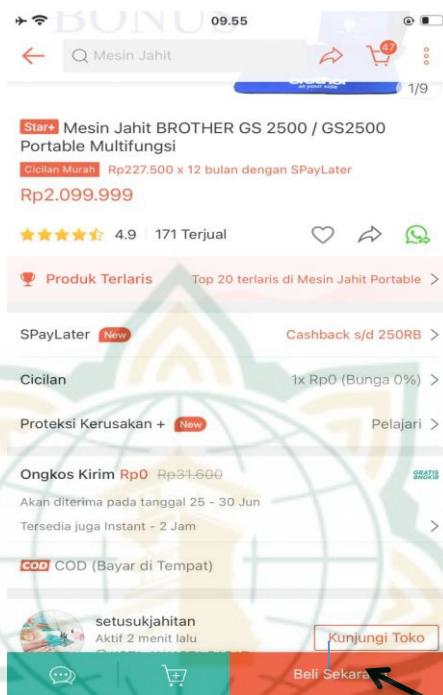 BONUS
09.55
Mesin Jahit
47
at your side
1/9
Star+ Mesin Jahit BROTHER GS 2500 / GS2500
Portable Multifungsi
Cicilan Murah Rp227.500 x 12 bulan dengan SPayLater
Rp2.099.999
4.9 171 Terjual
Produk Terlaris Top 20 terlaris di Mesin Jahit Portable >
SPayLater New Cashback s/d 250RB >
Cicilan 1x Rp0 (Bunga 0%) >
Proteksi Kerusakan + New Pelajari >
Ongkos Kirim Rp0 Rp31.600 GRATIS ONGKIR
Akan diterima pada tanggal 25 - 30 Jun
Tersedia juga Instant - 2 Jam >
COD COD (Bayar di Tempat)
setusukjahitan
Aktif 2 menit lalu
Kunjungi Toko
Beli Sekara